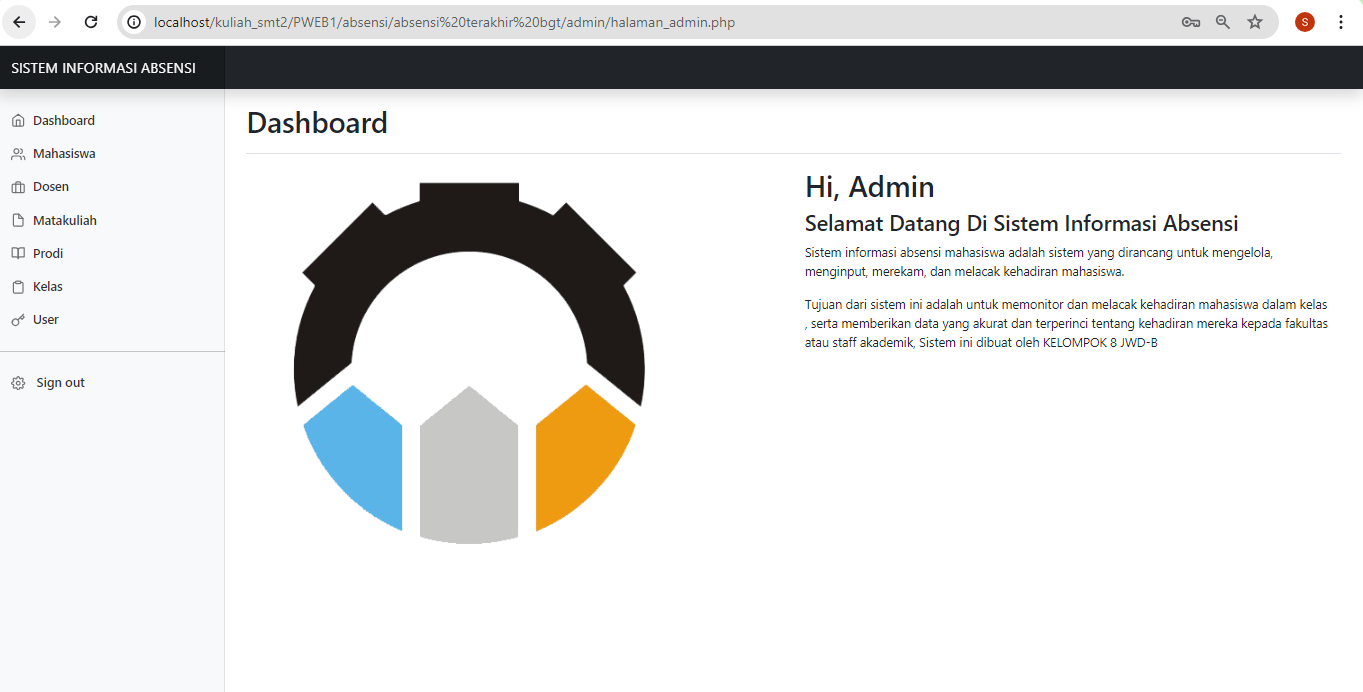 localhost/kuliah_smt2/PWEB1/absensi/absensi%20terakhir%20bgt/admin/halaman_admin.php
S
SISTEM INFORMASI ABSENSI
Dashboard
Mahasiswa
Dosen
Matakuliah
Prodi
Kelas
User
Sign out
Dashboard
Hi, Admin
Selamat Datang Di Sistem Informasi Absensi
Sistem informasi absensi mahasiswa adalah sistem yang dirancang untuk mengelola,
menginput, merekam, dan melacak kehadiran mahasiswa.
Tujuan dari sistem ini adalah untuk memonitor dan melacak kehadiran mahasiswa dalam kelas
, serta memberikan data yang akurat dan terperinci tentang kehadiran mereka kepada fakultas
atau staff akademik, Sistem ini dibuat oleh KELOMPOK 8 JWD-B